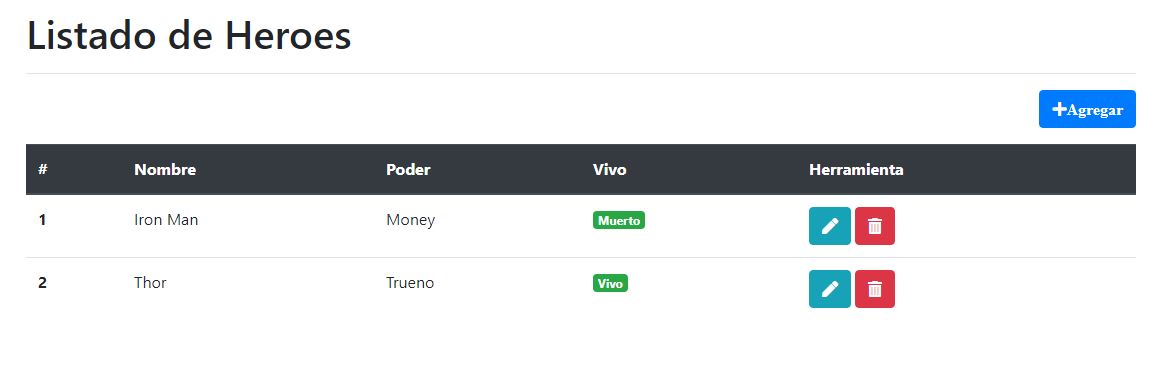 Listado de Heroes
Agregar
# Nombre Poder Vivo Herramienta
1 Iron Man Money Muerto
2 Thor Trueno Vivo